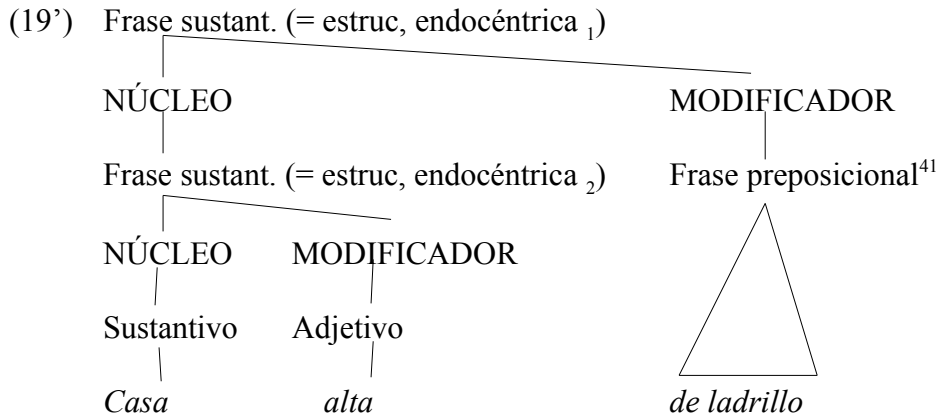 (19’) Frase sustant. (= estruc, endocéntrica ₁)
NÚCLEO MODIFICADOR
Frase sustant. (= estruc, endocéntrica ₂) Frase preposicional⁴¹
NÚCLEO MODIFICADOR
Sustantivo Adjetivo
Casa alta de ladrillo